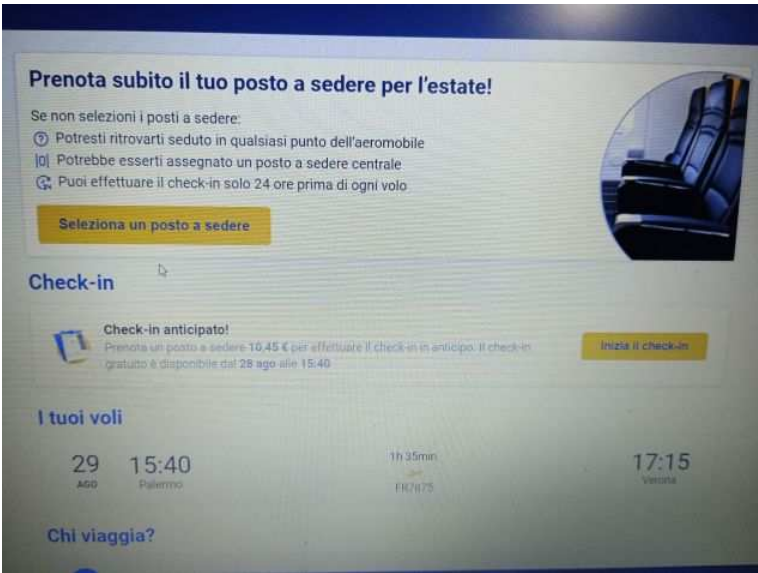 Prenota subito il tuo posto a sedere per l'estate!
Se non selezioni i posti a sedere:
Potresti ritrovarti seduto in qualsiasi punto dell'aeromobile
Potrebbe esserti assegnato un posto a sedere centrale
Puoi effettuare il check-in solo 24 ore prima di ogni volo
Seleziona un posto a sedere
Check-in
Check-in anticipato!
Prenota un posto a sedere 10,45 € per effettuare il check-in in anticipo. Il check-in
gratuito è disponibile dal 28 ago alle 15:40
Inizia il check-in
I tuoi voli
29 15:40 1h 35min 17:15
AGO Palermo FR7875 Verona
Chi viaggia?